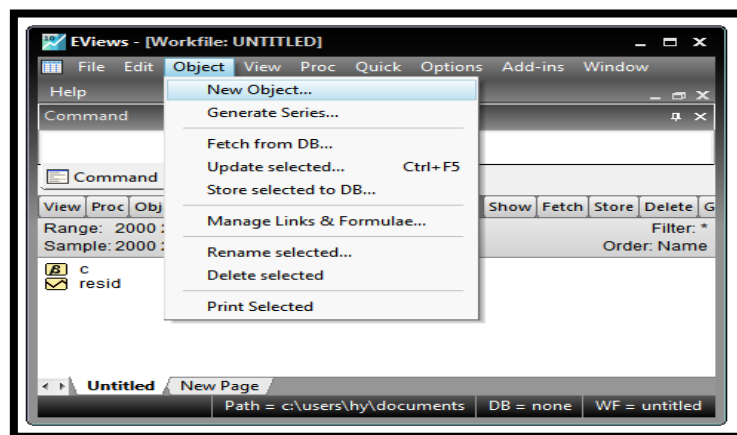 EViews - [Workfile: UNTITLED]
File Edit Object View Proc Quick Options Add-ins Window
Help
New Object...
Generate Series...
Fetch from DB...
Update selected... Ctrl+F5
Store selected to DB...
Manage Links & Formulae...
Rename selected...
Delete selected
Print Selected
Command
Command
View Proc Obj Show Fetch Store Delete G
Range: 2000 Filter: *
Sample: 2000 Order: Name
c
resid
Untitled New Page
Path = c:\users\hy\documents DB = none WF = untitled